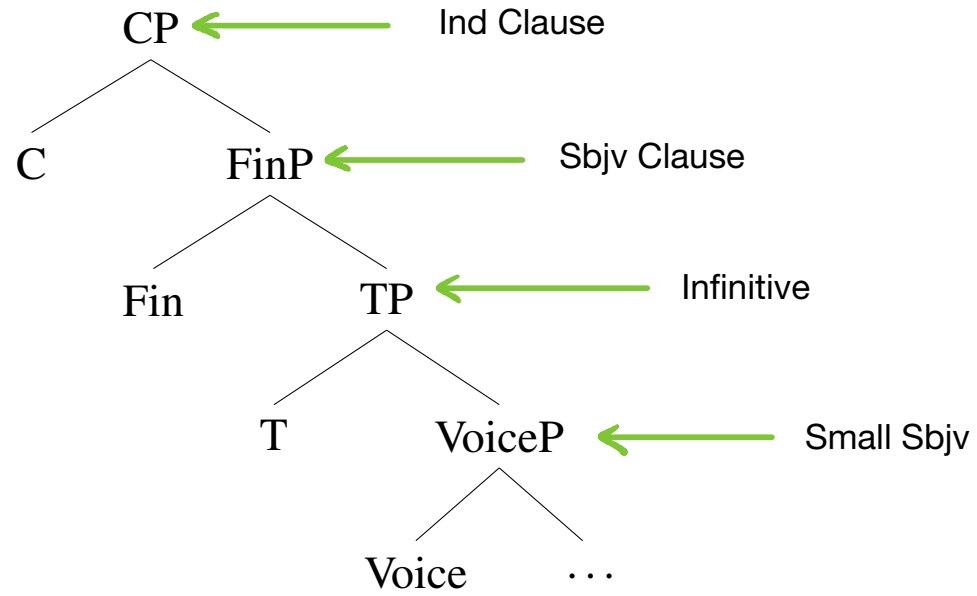 CP Ind Clause
C FinP Sbjv Clause
Fin TP Infinitive
T VoiceP Small Sbjv
Voice ...